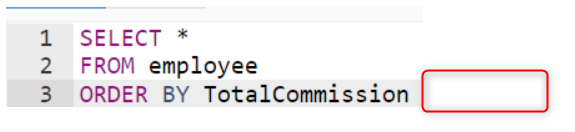 1 SELECT *
2 FROM employee
3 ORDER BY TotalCommission